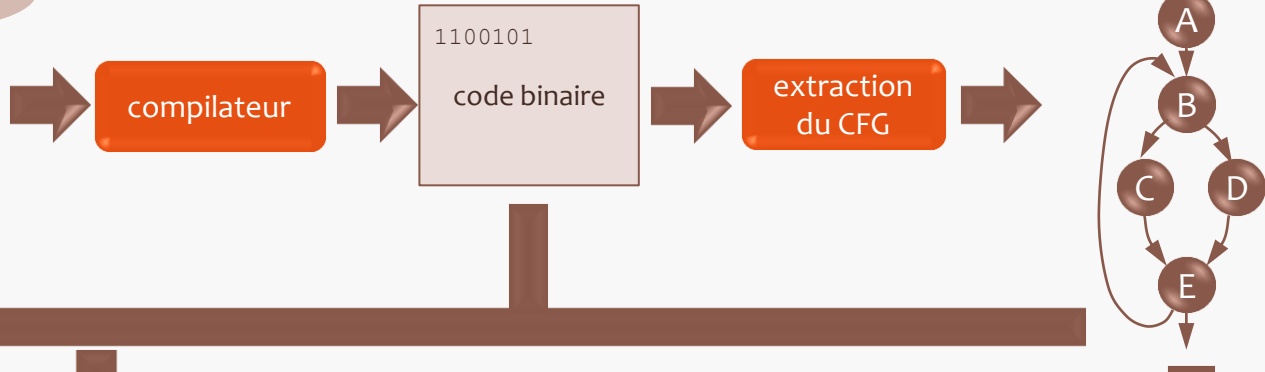 compilateur
1100101
code binaire
extraction
du CFG
A
B
C
D
E